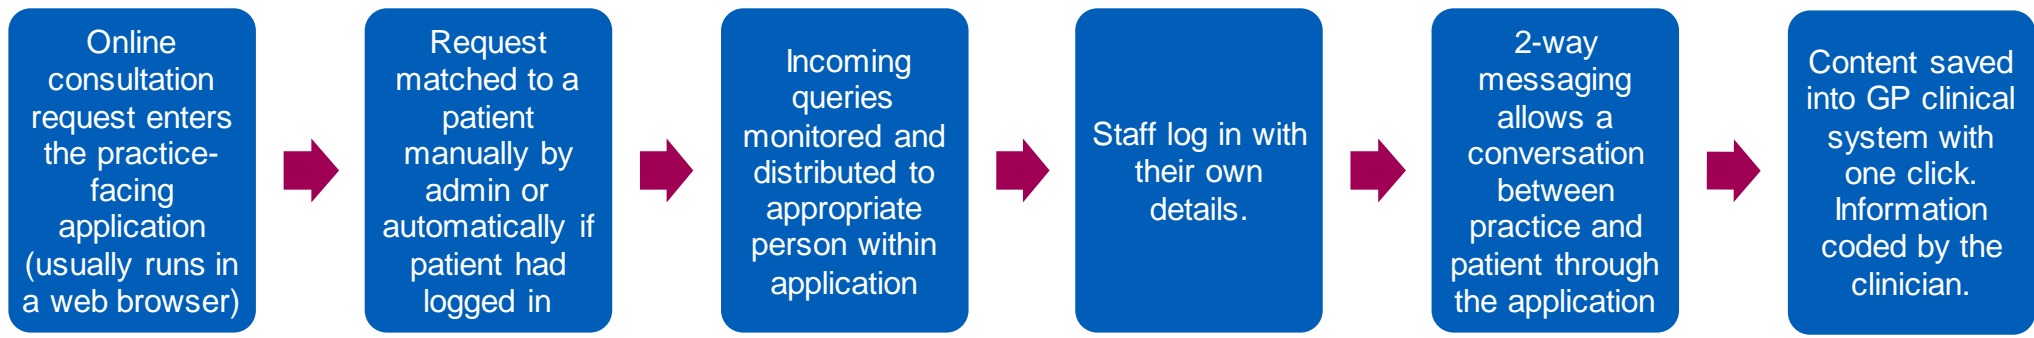 Online
consultation
request enters
the practice-
facing
application
(usually runs in
a web browser)
Request
matched to a
patient
manually by
admin or
automatically if
patient had
logged in
Incoming
queries
monitored and
distributed to
appropriate
person within
application
Staff log in with
their own
details.
2-way
messaging
allows a
conversation
between
practice and
patient through
the application
Content saved
into GP clinical
system with
one click.
Information
coded by the
clinician.